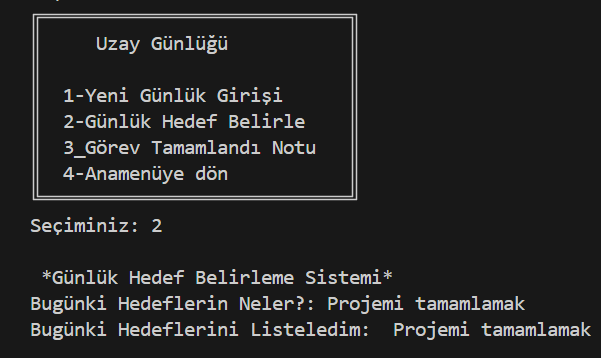 Uzay Günlüğü
1-Yeni Günlük Girişi
2-Günlük Hedef Belirle
3_Görev Tamamlandı Notu
4-Anamenüye dön
Seçiminiz: 2
*Günlük Hedef Belirleme Sistemi*
Bugünki Hedeflerin Neler?: Projemi tamamlamak
Bugünki Hedeflerini Listeledim:  Projemi tamamlamak